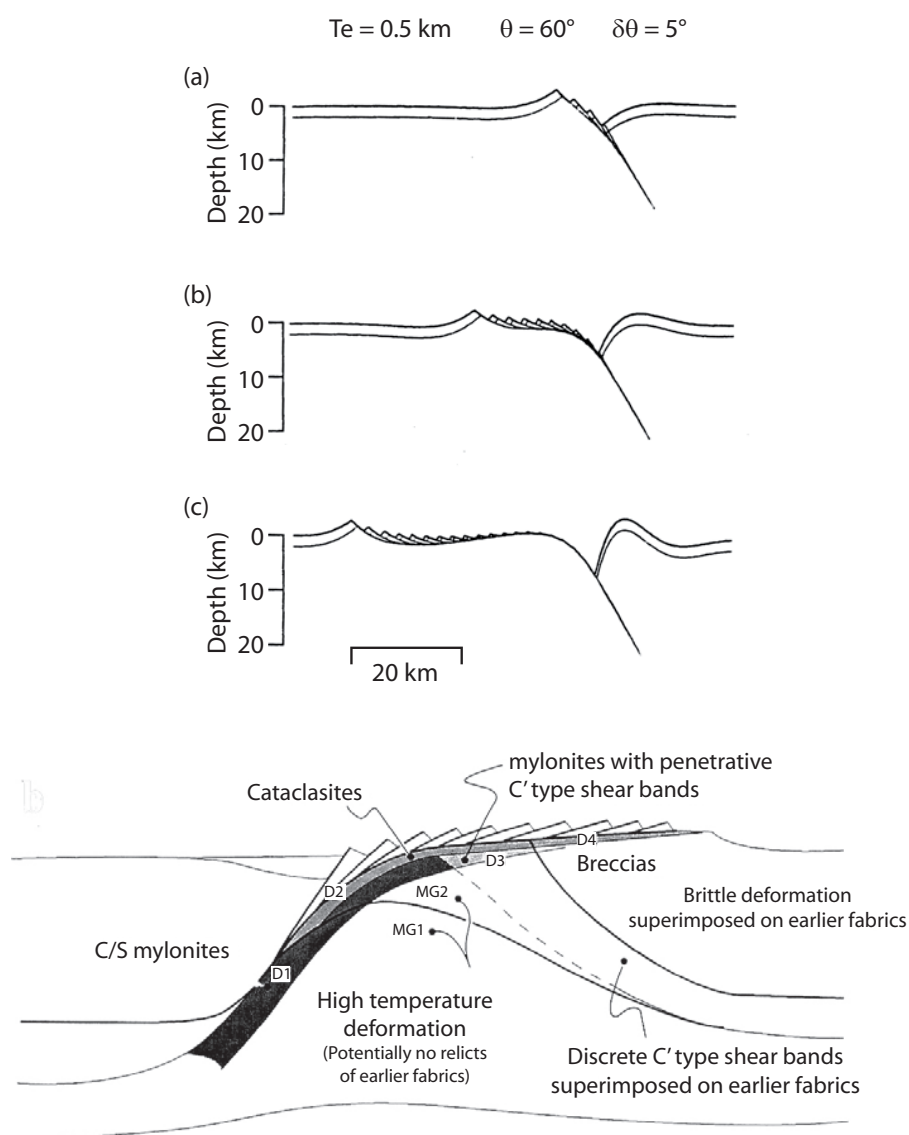 Te = 0.5 km θ = 60° δθ = 5°
(a)
Depth (km)
0
10
20
(b)
Depth (km)
0
10
20
(c)
Depth (km)
0
10
20
20 km
b
mylonites with penetrative
C' type shear bands
Cataclasites
D4
D3
Breccias
D2
MG2
Brittle deformation
superimposed on earlier fabrics
MG1
C/S mylonites
D1
High temperature
deformation
(Potentially no relicts
of earlier fabrics)
Discrete C' type shear bands
superimposed on earlier fabrics